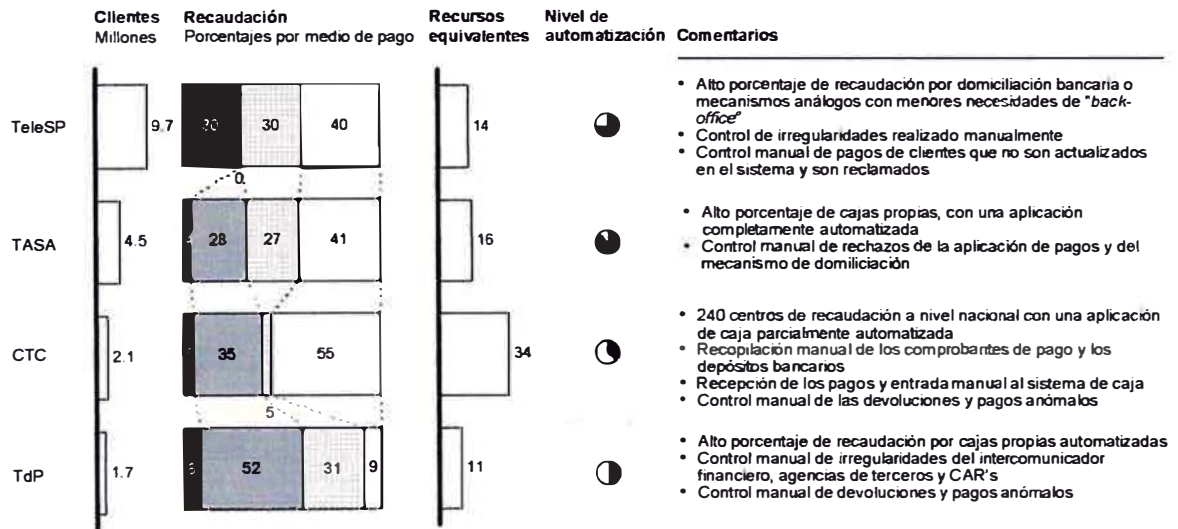 Clientes
Millones
Recaudación
Porcentajes por medio de pago
Recursos
equivalentes
Nivel de
automatización
Comentarios
TeleSP
9.7
30
30
40
14
• Alto porcentaje de recaudación por domiciliación bancaria o
mecanismos análogos con menores necesidades de "back-
office"
• Control de irregularidades realizado manualmente
• Control manual de pagos de clientes que no son actualizados
en el sistema y son reclamados
0
TASA
4.5
28
27
41
16
• Alto porcentaje de cajas propias, con una aplicación
completamente automatizada
• Control manual de rechazos de la aplicación de pagos y del
mecanismo de domiliciación
CTC
2.1
35
55
34
• 240 centros de recaudación a nivel nacional con una aplicación
de caja parcialmente automatizada
• Recopilación manual de los comprobantes de pago y los
depósitos bancarios
• Recepción de los pagos y entrada manual al sistema de caja
• Control manual de las devoluciones y pagos anómalos
5
TdP
1.7
52
31
9
11
• Alto porcentaje de recaudación por cajas propias automatizadas
• Control manual de irregularidades del intercomunicador
financiero, agencias de terceros y CAR's
• Control manual de devoluciones y pagos anómalos